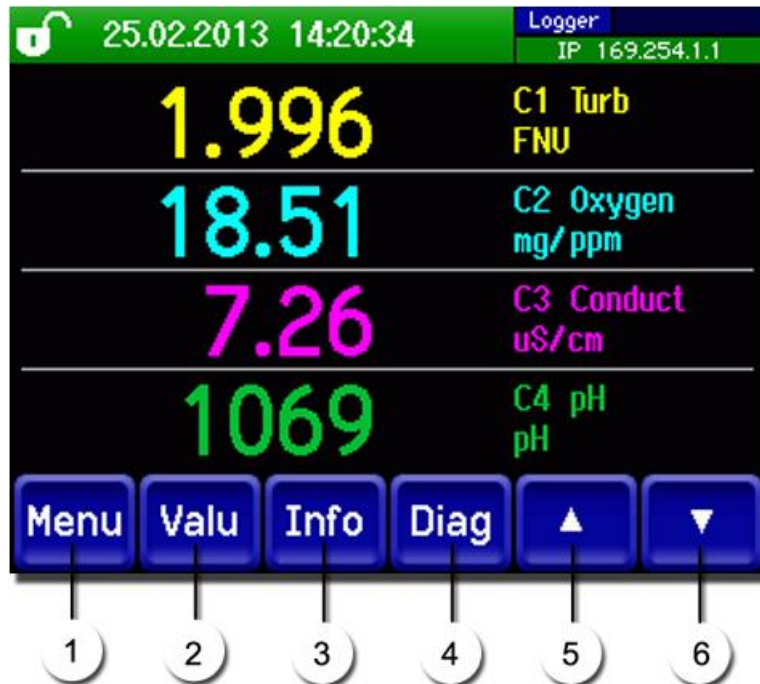 25.02.2013 14:20:34
Logger
IP 169.254.1.1
1.996
C1 Turb
FNU
18.51
C2 Oxygen
mg/ppm
7.26
C3 Conduct
uS/cm
1069
C4 pH
pH
Menu Valu Info Diag ▲ ▼
1 2 3 4 5 6